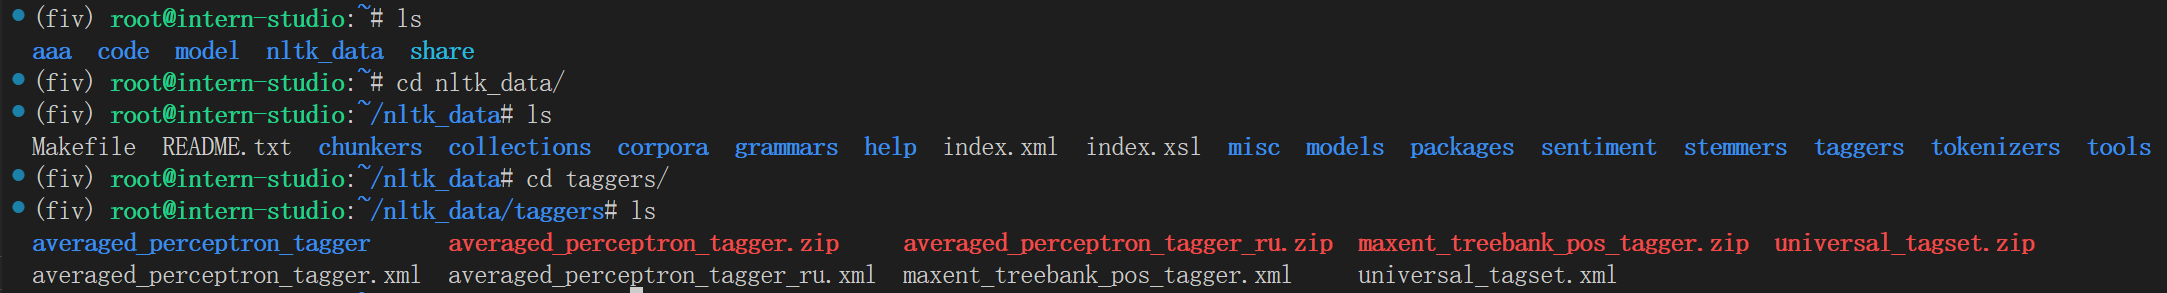 (fiv) root@intern-studio:~# ls
aaa code model nltk_data share
(fiv) root@intern-studio:~# cd nltk_data/
(fiv) root@intern-studio:~/nltk_data# ls
Makefile README.txt chunkers collections corpora grammars help index.xml index.xsl misc models packages sentiment stemmers taggers tokenizers tools
(fiv) root@intern-studio:~/nltk_data# cd taggers/
(fiv) root@intern-studio:~/nltk_data/taggers# ls
averaged_perceptron_tagger averaged_perceptron_tagger.zip averaged_perceptron_tagger_ru.zip maxent_treebank_pos_tagger.zip universal_tagset.zip
averaged_perceptron_tagger.xml averaged_perceptron_tagger_ru.xml maxent_treebank_pos_tagger.xml universal_tagset.xml